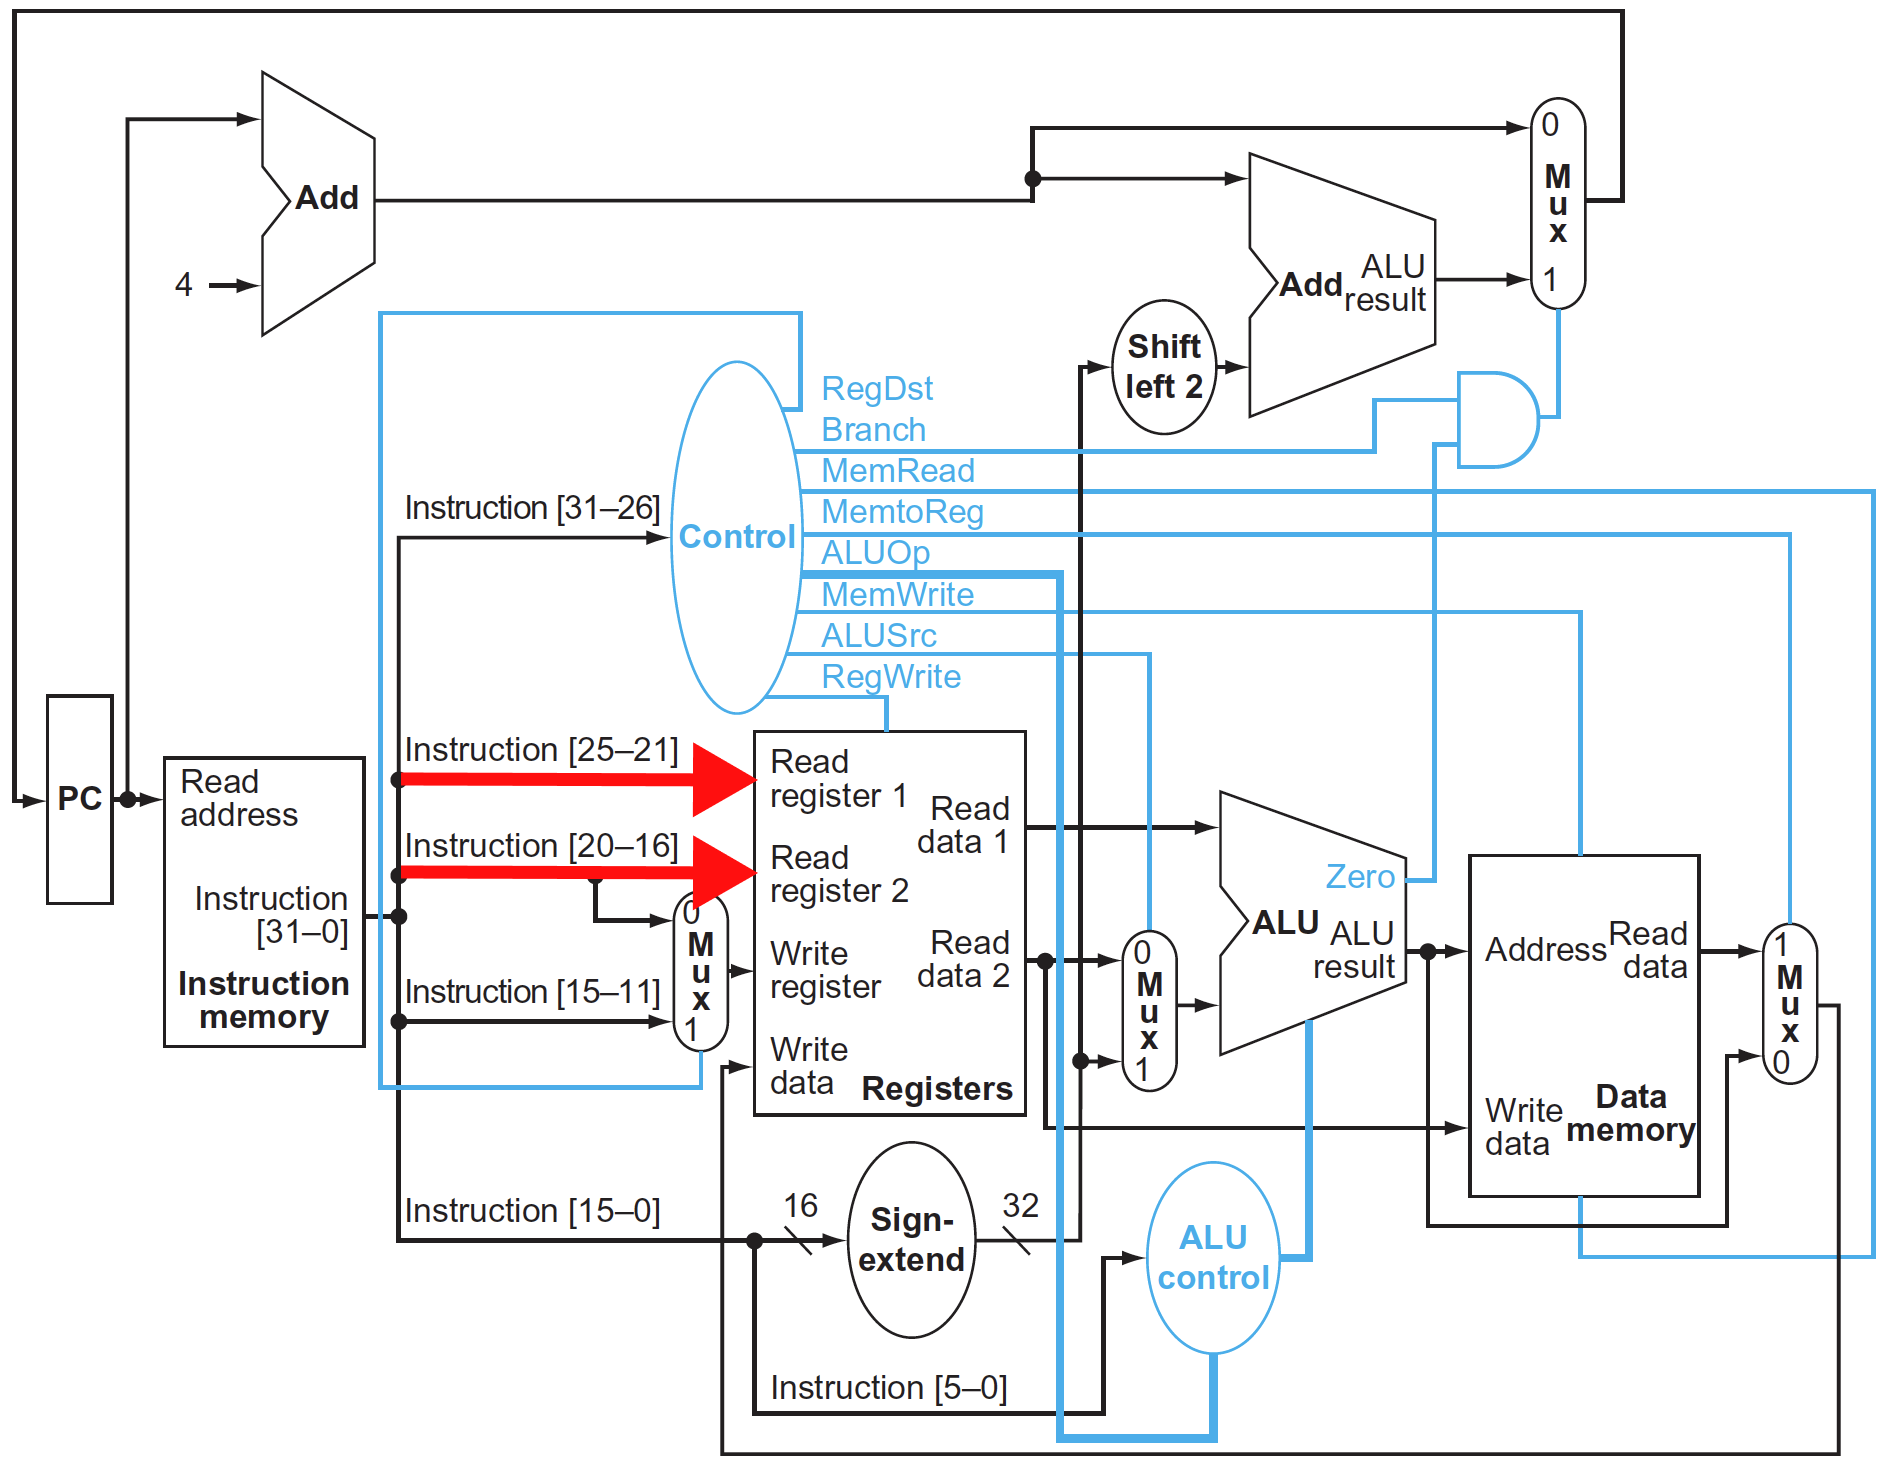 0
M
u
x
1
Add
4
Add
ALU
result
Shift
left 2
RegDst
Branch
MemRead
MemtoReg
ALUOp
MemWrite
ALUSrc
RegWrite
Instruction [31–26]
Control
Instruction [25–21]
Instruction [20–16]
Instruction [15–11]
Instruction [15–0]
PC
Read
address
Instruction
[31–0]
Instruction
memory
0
M
u
x
1
Read
register 1
Read
register 2
Write
register
Write
data
Read
data 1
Read
data 2
Registers
0
M
u
x
1
Zero
ALU
ALU
result
Address
Read
data
Write
data
Data
memory
1
M
u
x
0
16
Sign-
extend
32
ALU
control
Instruction [5–0]